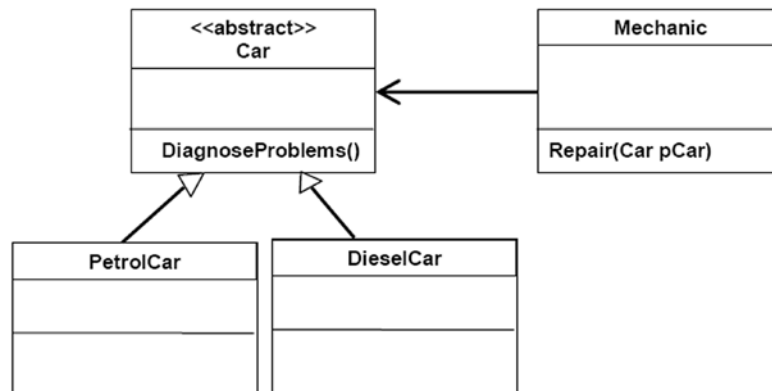 <<abstract>>
Car
Mechanic
DiagnoseProblems()
Repair(Car pCar)
PetrolCar
DieselCar